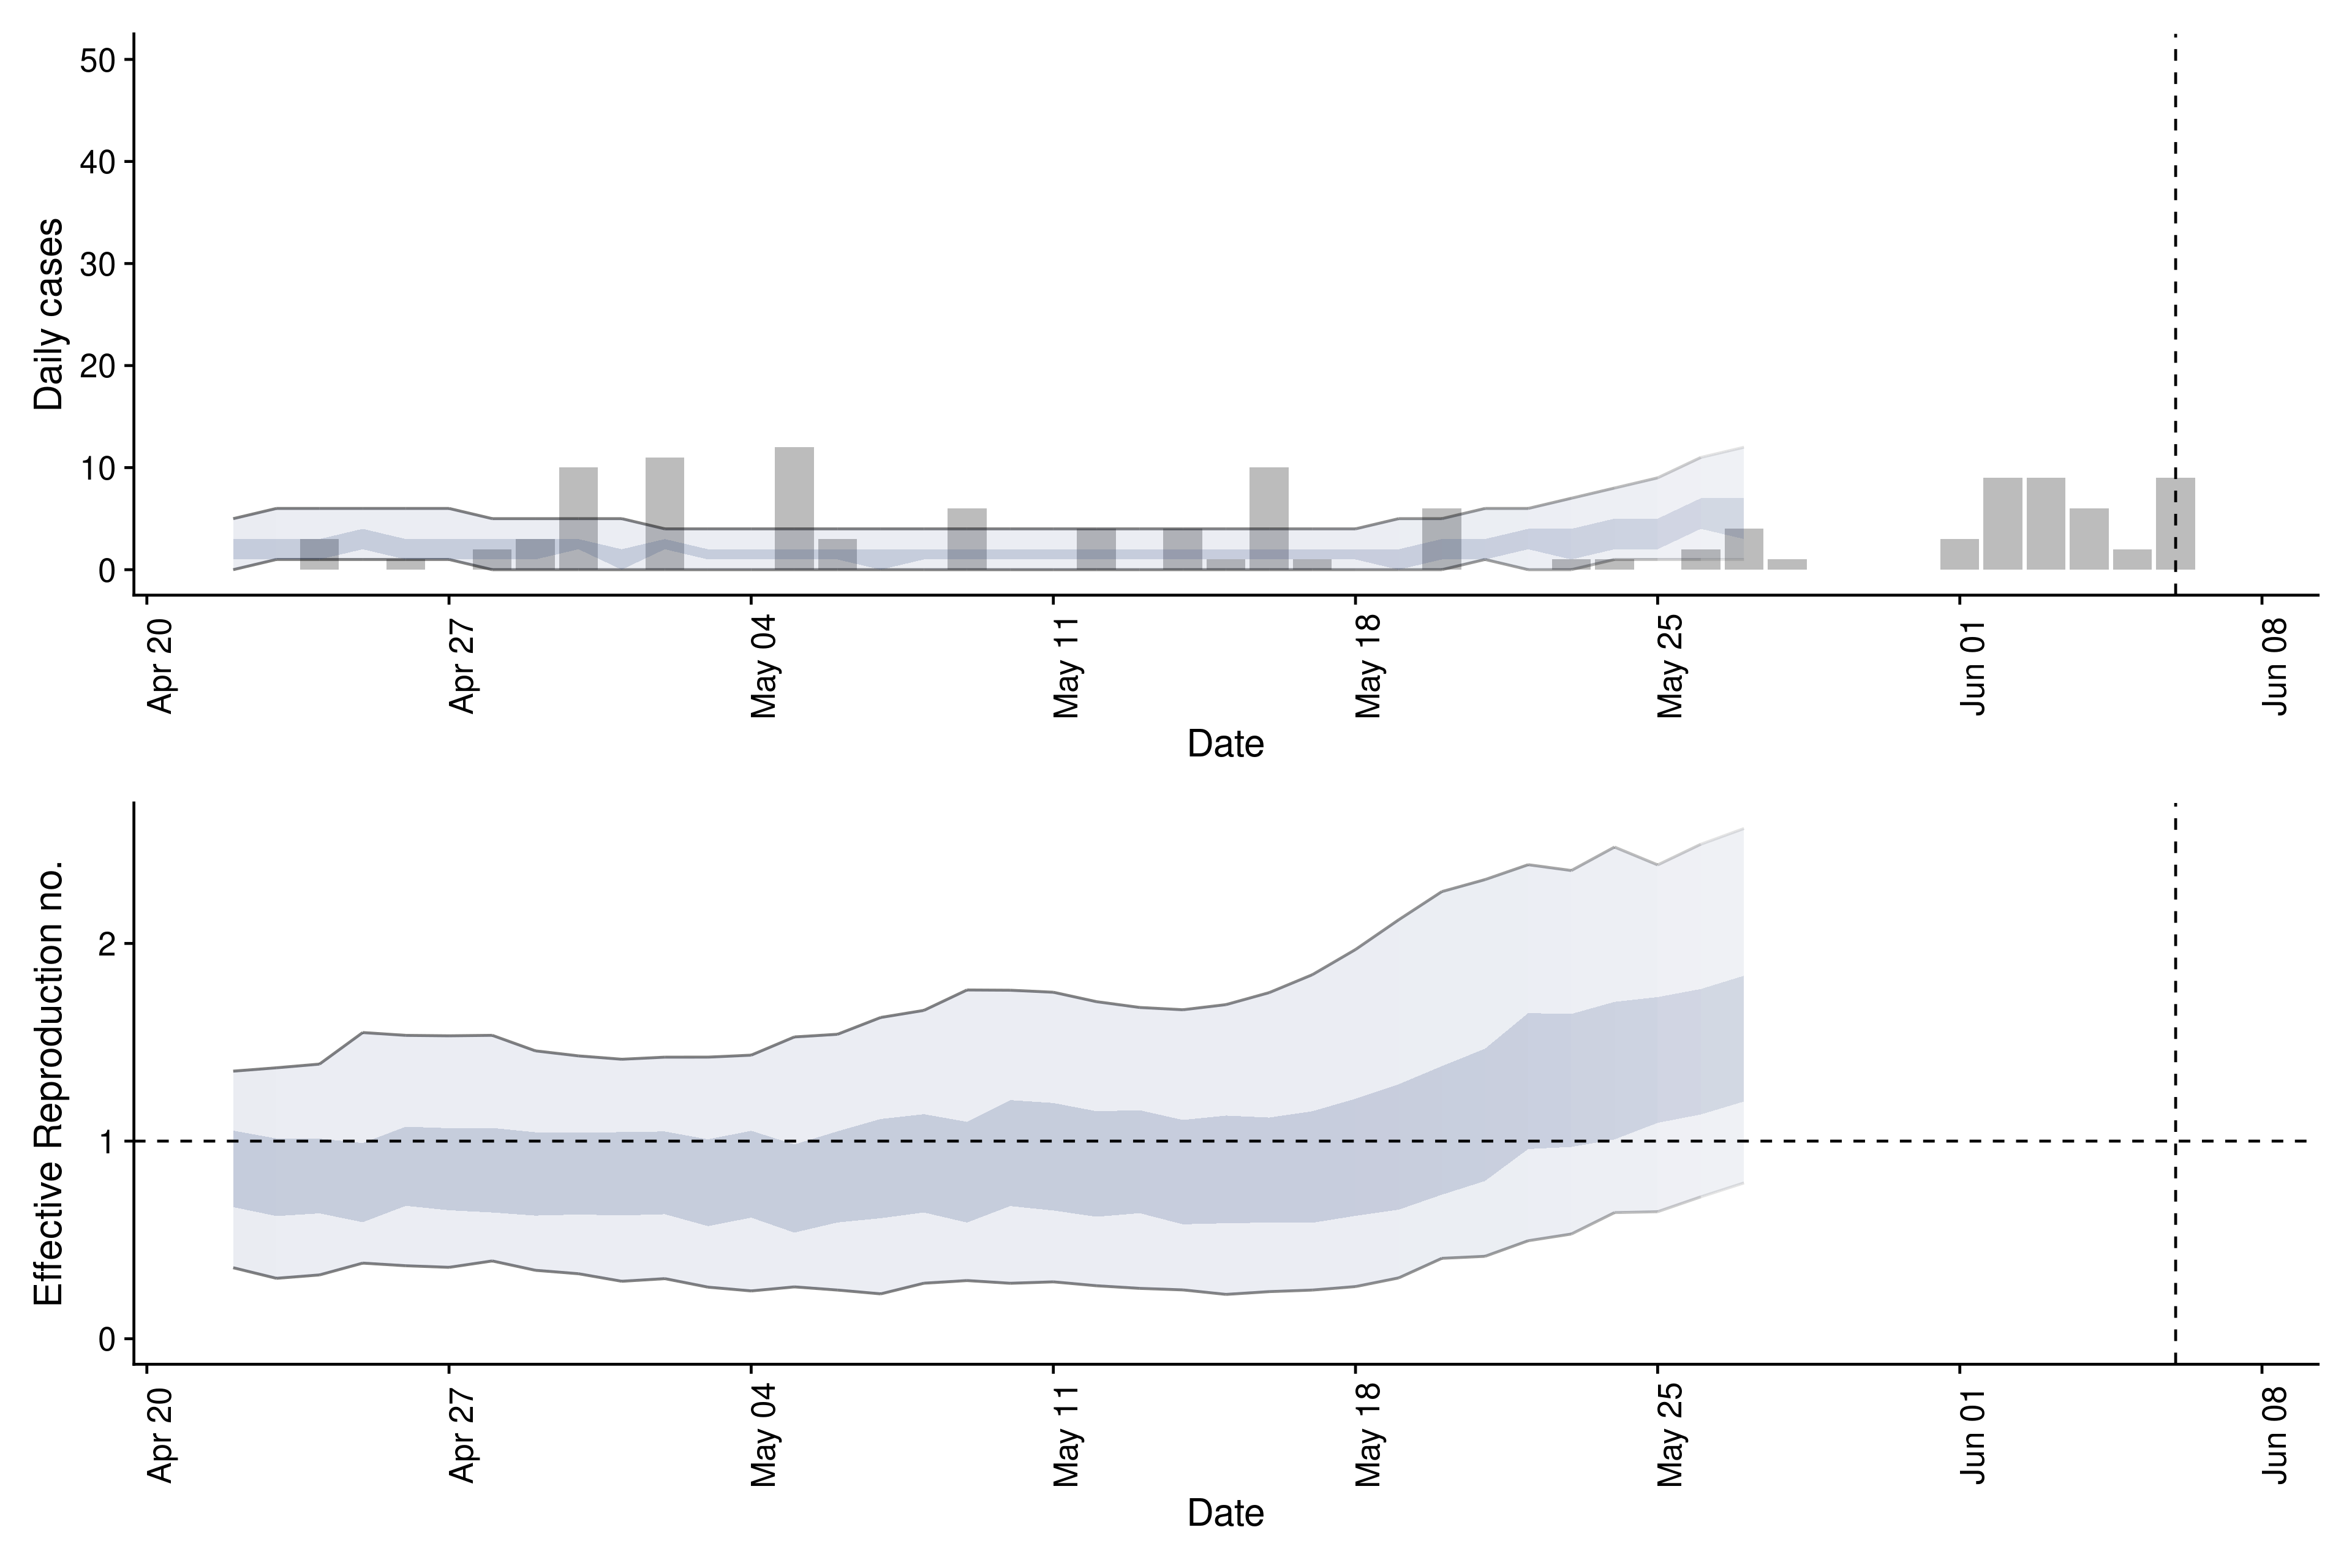 50
40
30
20
10
0
Daily cases
Apr 20
Apr 27
May 04
May 11
May 18
May 25
Jun 01
Jun 08
Date
2
1
0
Effective Reproduction no.
Apr 20
Apr 27
May 04
May 11
May 18
May 25
Jun 01
Jun 08
Date